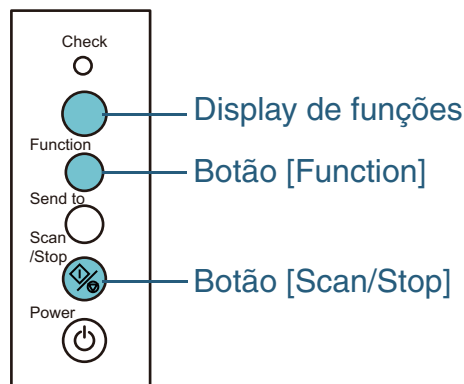 Check
Display de funções
Function
Botão [Function]
Send to
Scan
/Stop
Botão [Scan/Stop]
Power